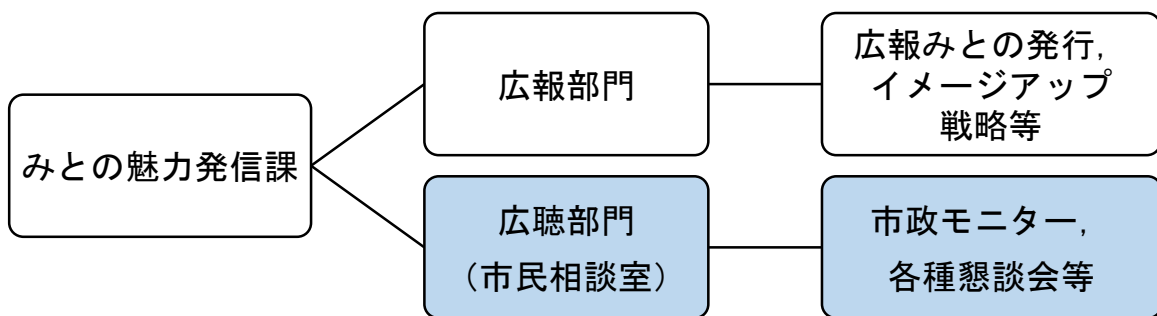 みとの魅力発信課
広報部門
広報みとの発行，
イメージアップ
戦略等
広聴部門
（市民相談室）
市政モニター，
各種懇談会等